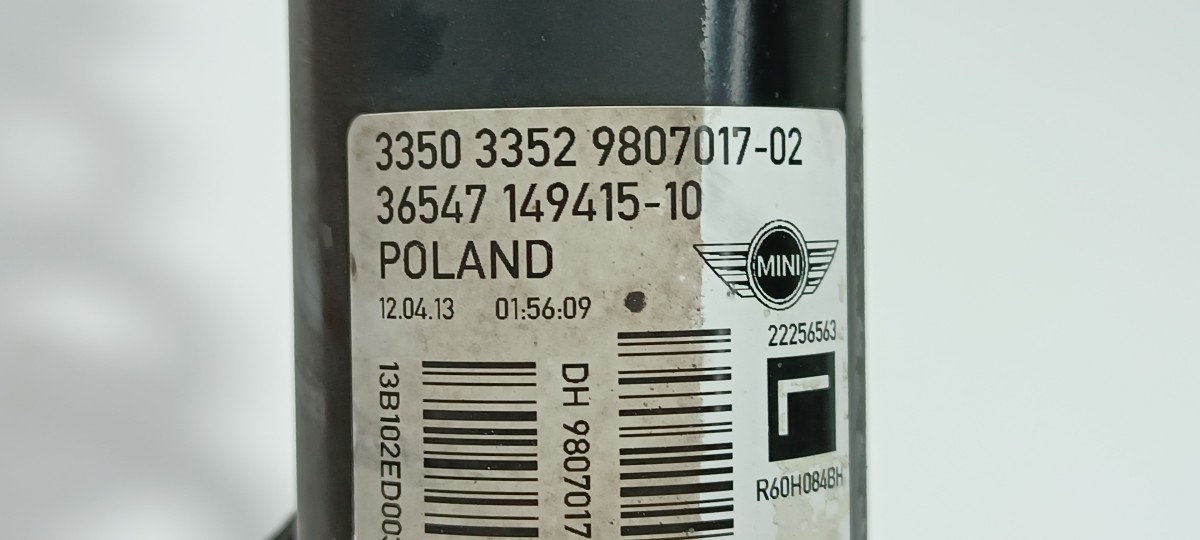 3350 3352 9807017-02
36547 149415-10
POLAND
MINI
12.04.13 01:56:09
22256563
L
R60H084BH
DH 9807017